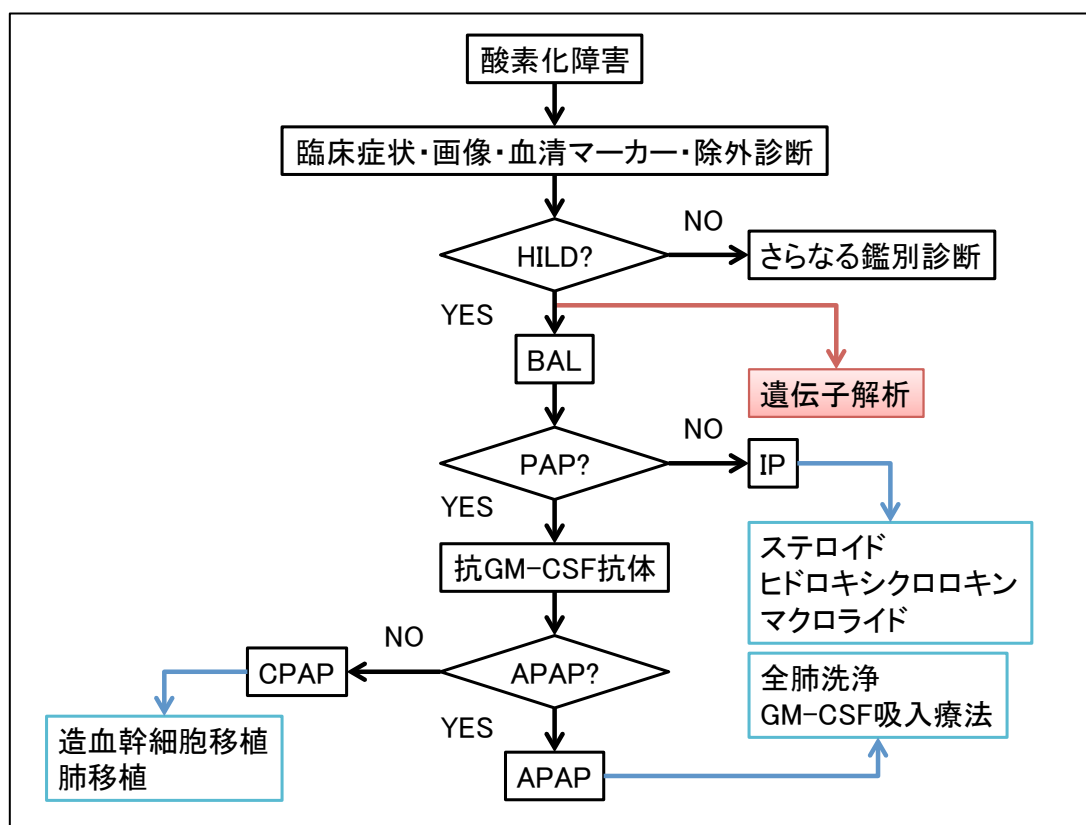 酸素化障害
臨床症状・画像・血清マーカー・除外診断
HILD?
NO
さらなる鑑別診断
YES
BAL
遺伝子解析
PAP?
NO
IP
YES
ステロイド
ヒドロキシクロロキン
マクロライド
抗GM-CSF抗体
APAP?
NO
CPAP
造血幹細胞移植
肺移植
YES
APAP
全肺洗浄
GM-CSF吸入療法